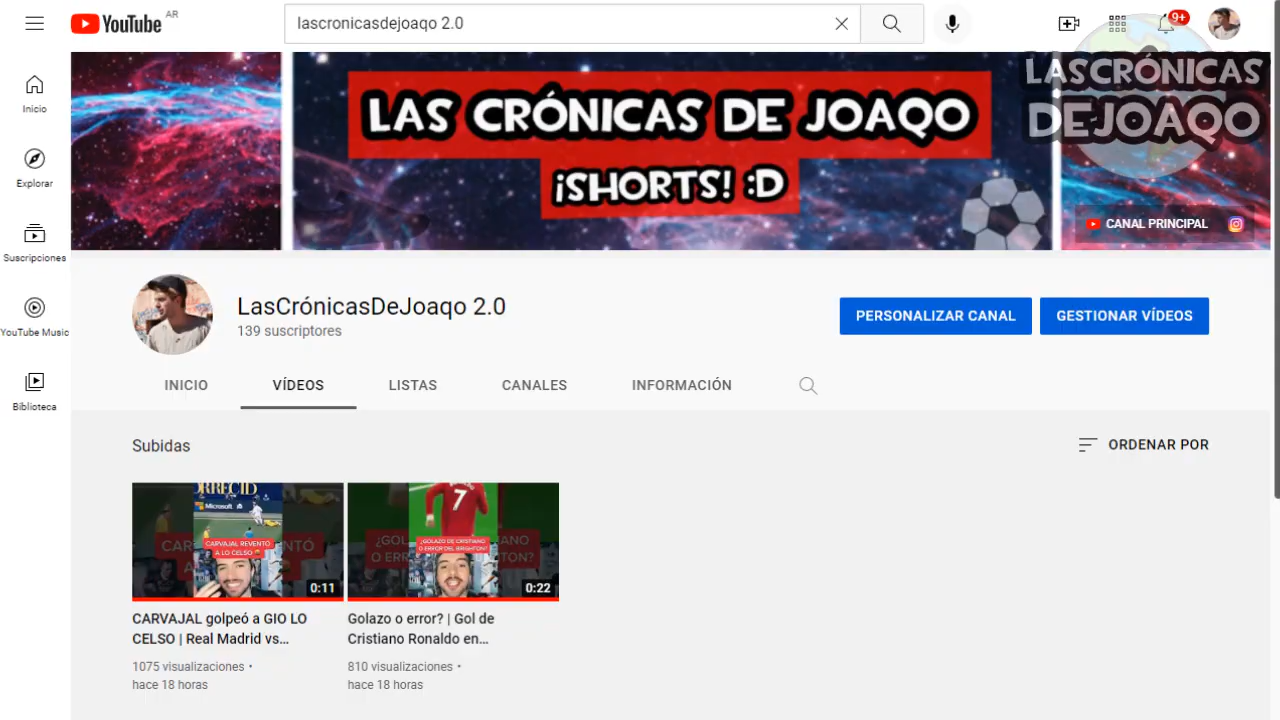 YouTube AR
lascronicasdejoaqo 2.0
9+
LASCRÓNICAS
DEJOAQO
LAS CRÓNICAS DE JOAQO
¡SHORTS! :D
CANAL PRINCIPAL
Inicio
Explorar
Suscripciones
YouTube Music
Biblioteca
LasCrónicasDeJoaqo 2.0
139 suscriptores
PERSONALIZAR CANAL
GESTIONAR VÍDEOS
INICIO
VÍDEOS
LISTAS
CANALES
INFORMACIÓN
Subidas
ORDENAR POR
Microsoft
CARVAJAL REVENTÓ
A LO CELSO
0:11
7
¿GOLAZO DE CRISTIANO
O ERROR DEL BRIGHTON?
0:22
CARVAJAL golpeó a GIO LO
CELSO | Real Madrid vs...
1075 visualizaciones •
hace 18 horas
Golazo o error? | Gol de
Cristiano Ronaldo en...
810 visualizaciones •
hace 18 horas